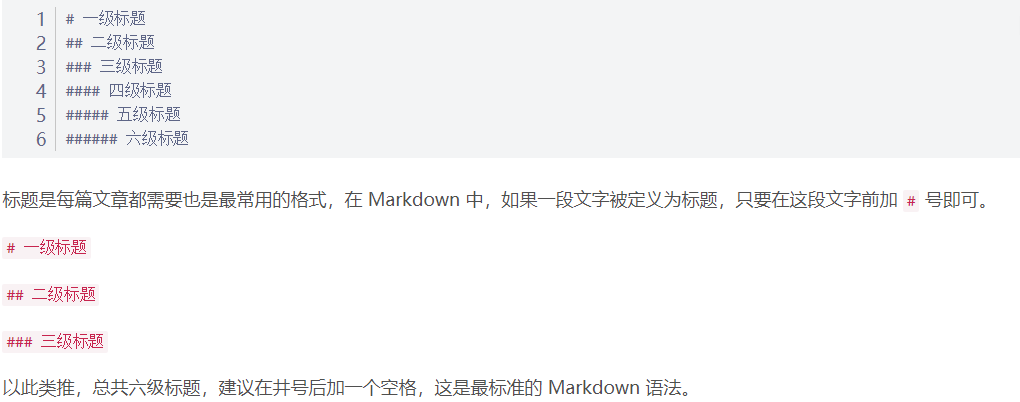 1 # 一级标题
2 ## 二级标题
3 ### 三级标题
4 #### 四级标题
5 ##### 五级标题
6 ###### 六级标题
标题是每篇文章都需要也是最常用的格式，在 Markdown 中，如果一段文字被定义为标题，只要在这段文字前加 # 号即可。
# 一级标题
## 二级标题
### 三级标题
以此类推，总共六级标题，建议在井号后加一个空格，这是最标准的 Markdown 语法。